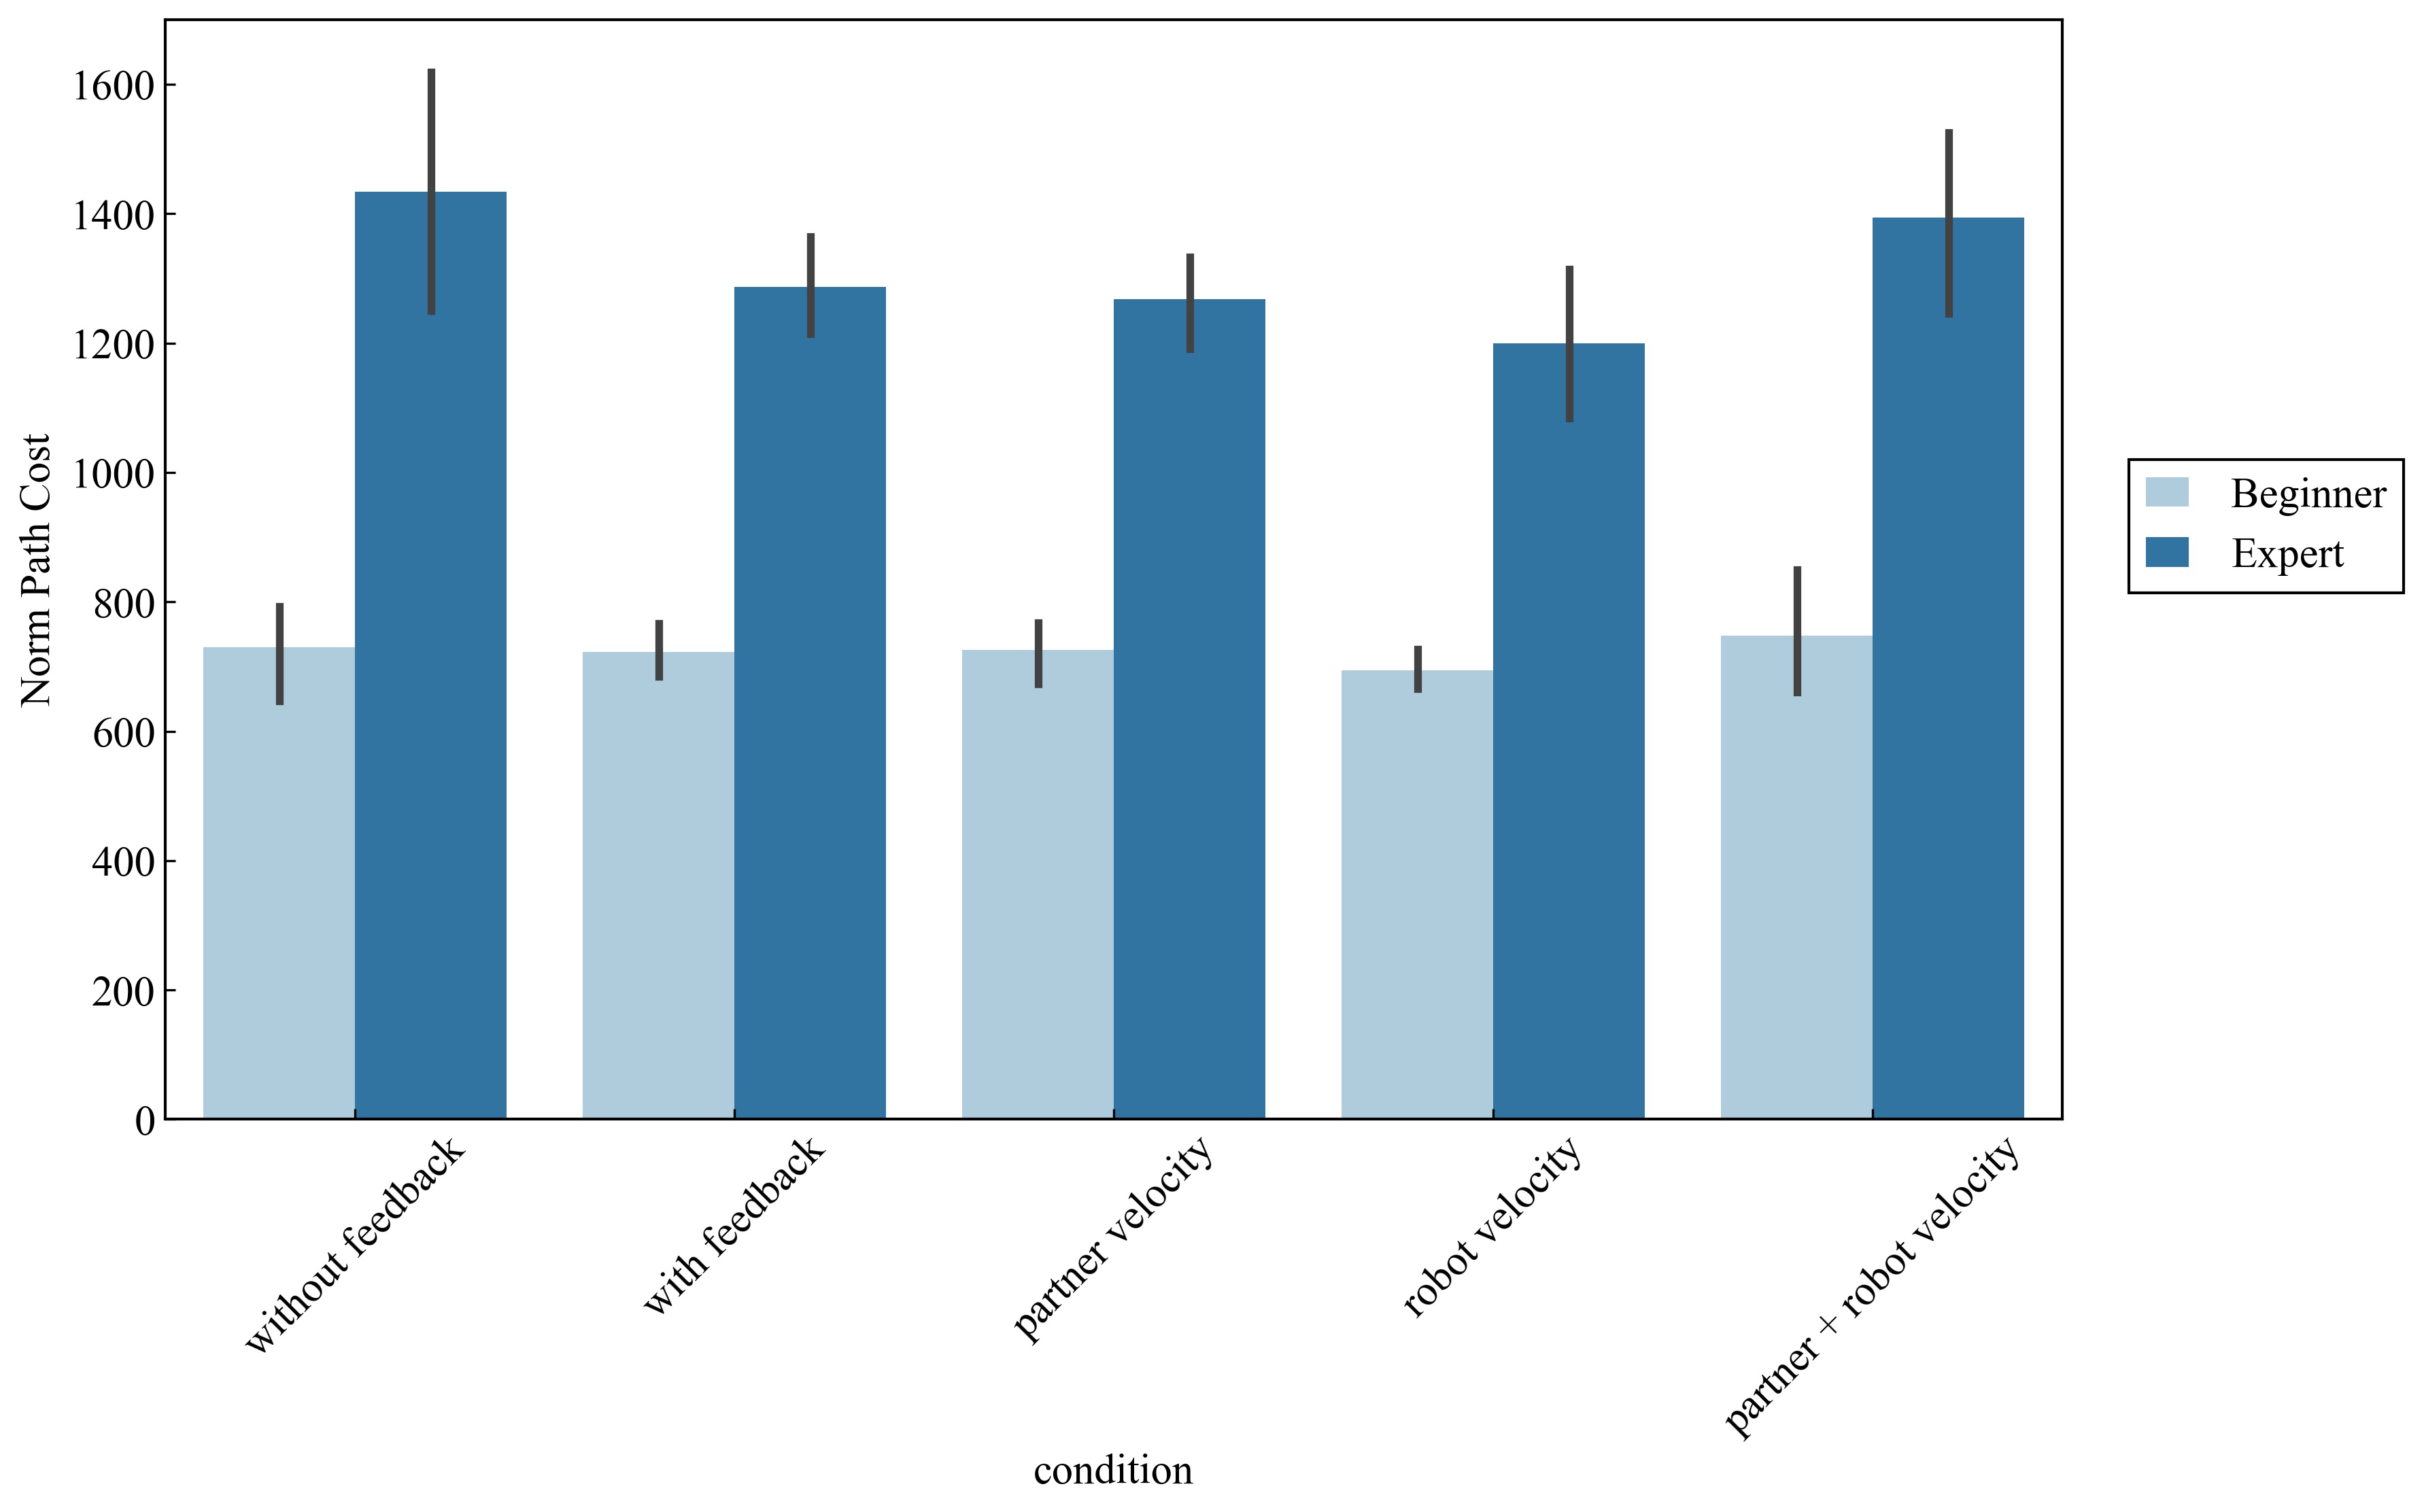 Norm Path Cost
1600
1400
1200
1000
800
600
400
200
0
without feedback
with feedback
partner velocity
robot velocity
partner + robot velocity
condition
Beginner
Expert